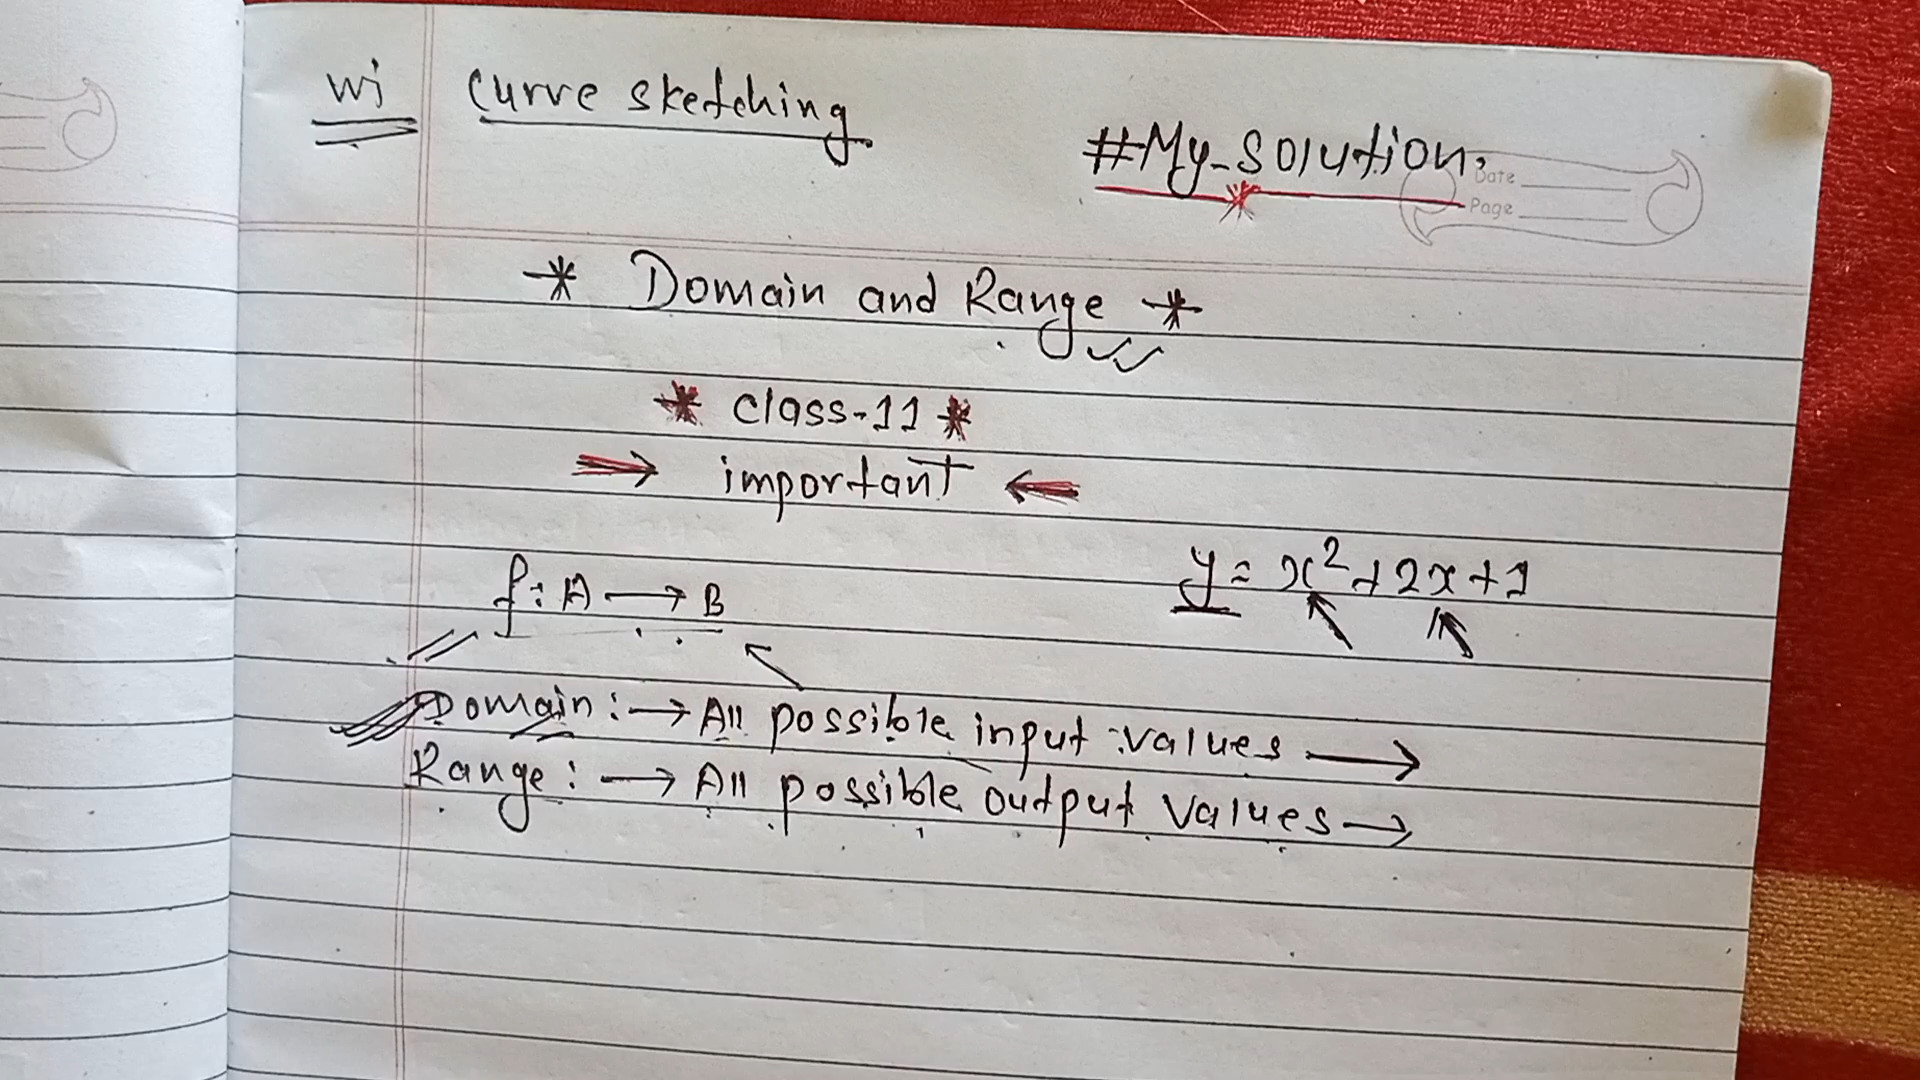 wi curve sketching
#My-Solution.
Date
Page
* Domain and Range *
* class-11 *
→ important ←
f: A → B
y = x² + 2x + 1
Domain: → All possible input values →
Range: → All possible output values →